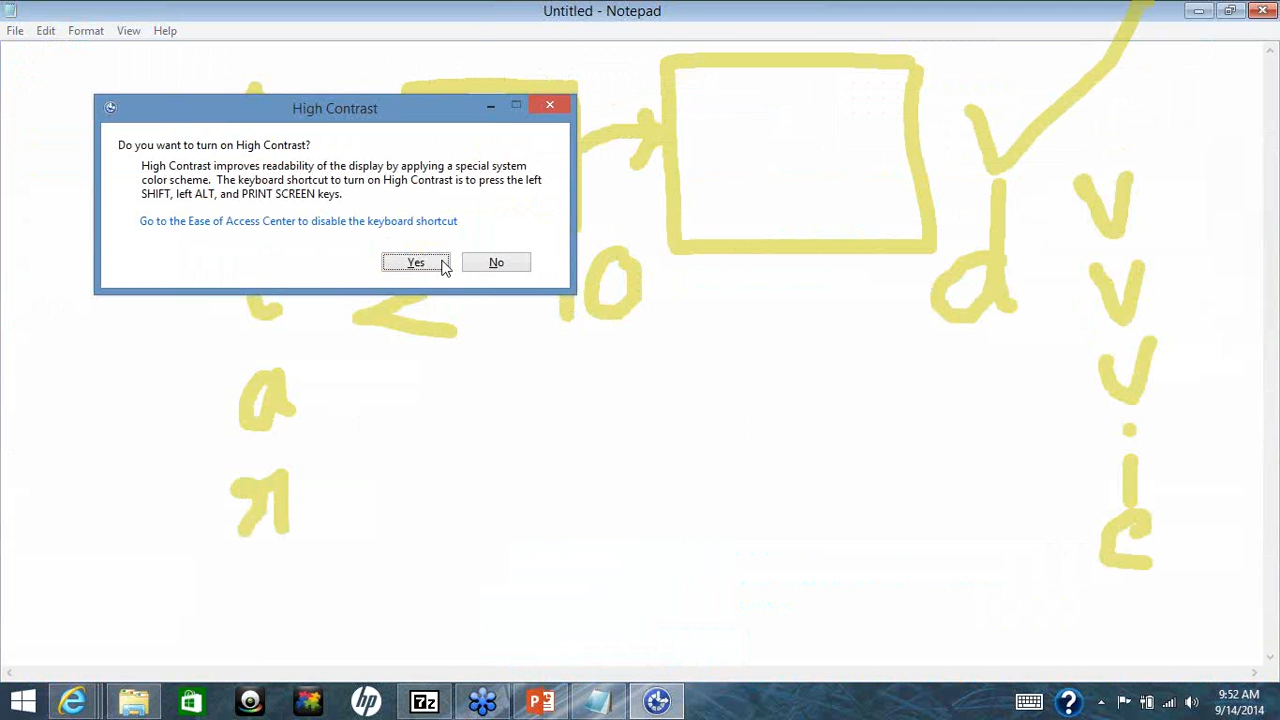 Untitled - Notepad
File Edit Format View Help
High Contrast
Do you want to turn on High Contrast?
High Contrast improves readability of the display by applying a special system
color scheme. The keyboard shortcut to turn on High Contrast is to press the left
SHIFT, left ALT, and PRINT SCREEN keys.
Go to the Ease of Access Center to disable the keyboard shortcut
Yes No
10
d
v
v
v
i
a
hp
7z
9:52 AM
9/14/2014